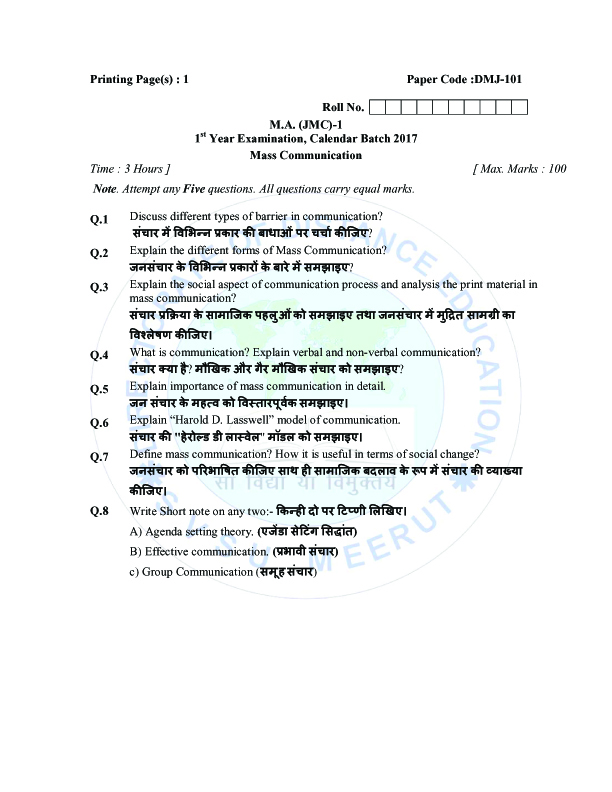 Printing Page(s) : 1 Paper Code :DMJ-101
Roll No.
M.A. (JMC)-1
1st Year Examination, Calendar Batch 2017
Mass Communication
Time : 3 Hours ] [ Max. Marks : 100
Note. Attempt any Five questions. All questions carry equal marks.
Q.1 Discuss different types of barrier in communication?
संचार में विभिन्न प्रकार की बाधाओं पर चर्चा कीजिए?
Q.2 Explain the different forms of Mass Communication?
जनसंचार के विभिन्न प्रकारों के बारे में समझाइए?
Q.3 Explain the social aspect of communication process and analysis the print material in
mass communication?
संचार प्रक्रिया के सामाजिक पहलुओं को समझाइए तथा जनसंचार में मुद्रित सामग्री का
विश्लेषण कीजिए।
Q.4 What is communication? Explain verbal and non-verbal communication?
संचार क्या है? मौखिक और गैर मौखिक संचार को समझाइए?
Q.5 Explain importance of mass communication in detail.
जन संचार के महत्व को विस्तारपूर्वक समझाइए।
Q.6 Explain “Harold D. Lasswell” model of communication.
संचार की "हेरोल्ड डी लास्वेल" मॉडल को समझाइए।
Q.7 Define mass communication? How it is useful in terms of social change?
जनसंचार को परिभाषित कीजिए साथ ही सामाजिक बदलाव के रूप में संचार की व्याख्या
कीजिए।
Q.8 Write Short note on any two:- किन्ही दो पर टिप्णी लिखिए।
A) Agenda setting theory. (एजेंडा सेटिंग सिद्धांत)
B) Effective communication. (प्रभावी संचार)
c) Group Communication (समूह संचार)
DIRECTORATE OF DISTANCE EDUCATION
सा विद्या या विमुक्तये
S V S U MEERUT